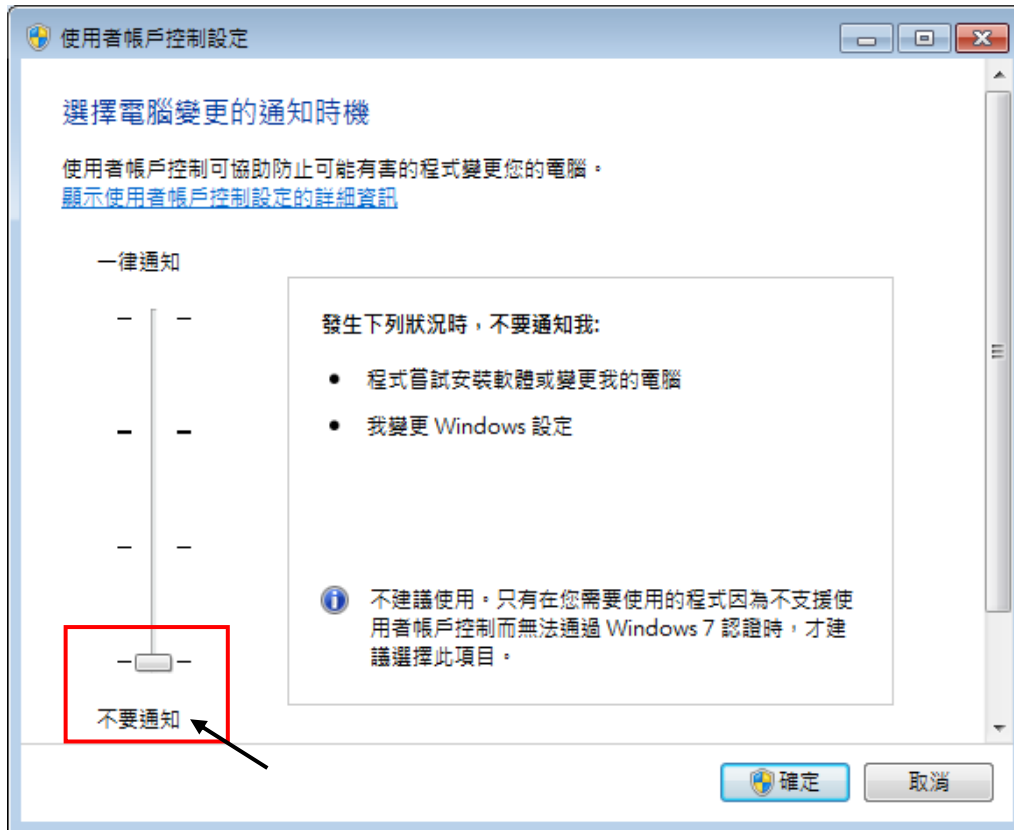 使用者帳戶控制設定
選擇電腦變更的通知時機
使用者帳戶控制可協助防止可能有害的程式變更您的電腦。
顯示使用者帳戶控制設定的詳細資訊
一律通知
發生下列狀況時，不要通知我:
● 程式嘗試安裝軟體或變更我的電腦
● 我變更 Windows 設定
不建議使用。只有在您需要使用的程式因為不支援使
用者帳戶控制而無法通過 Windows 7 認證時，才建
議選擇此項目。
不要通知
確定
取消